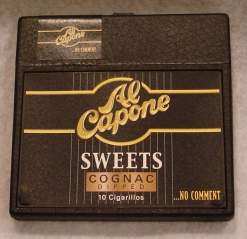 Al
Capone
...NO COMMENT
Al
Capone
SWEETS
COGNAC
DIPPED
10 Cigarillos
...NO COMMENT